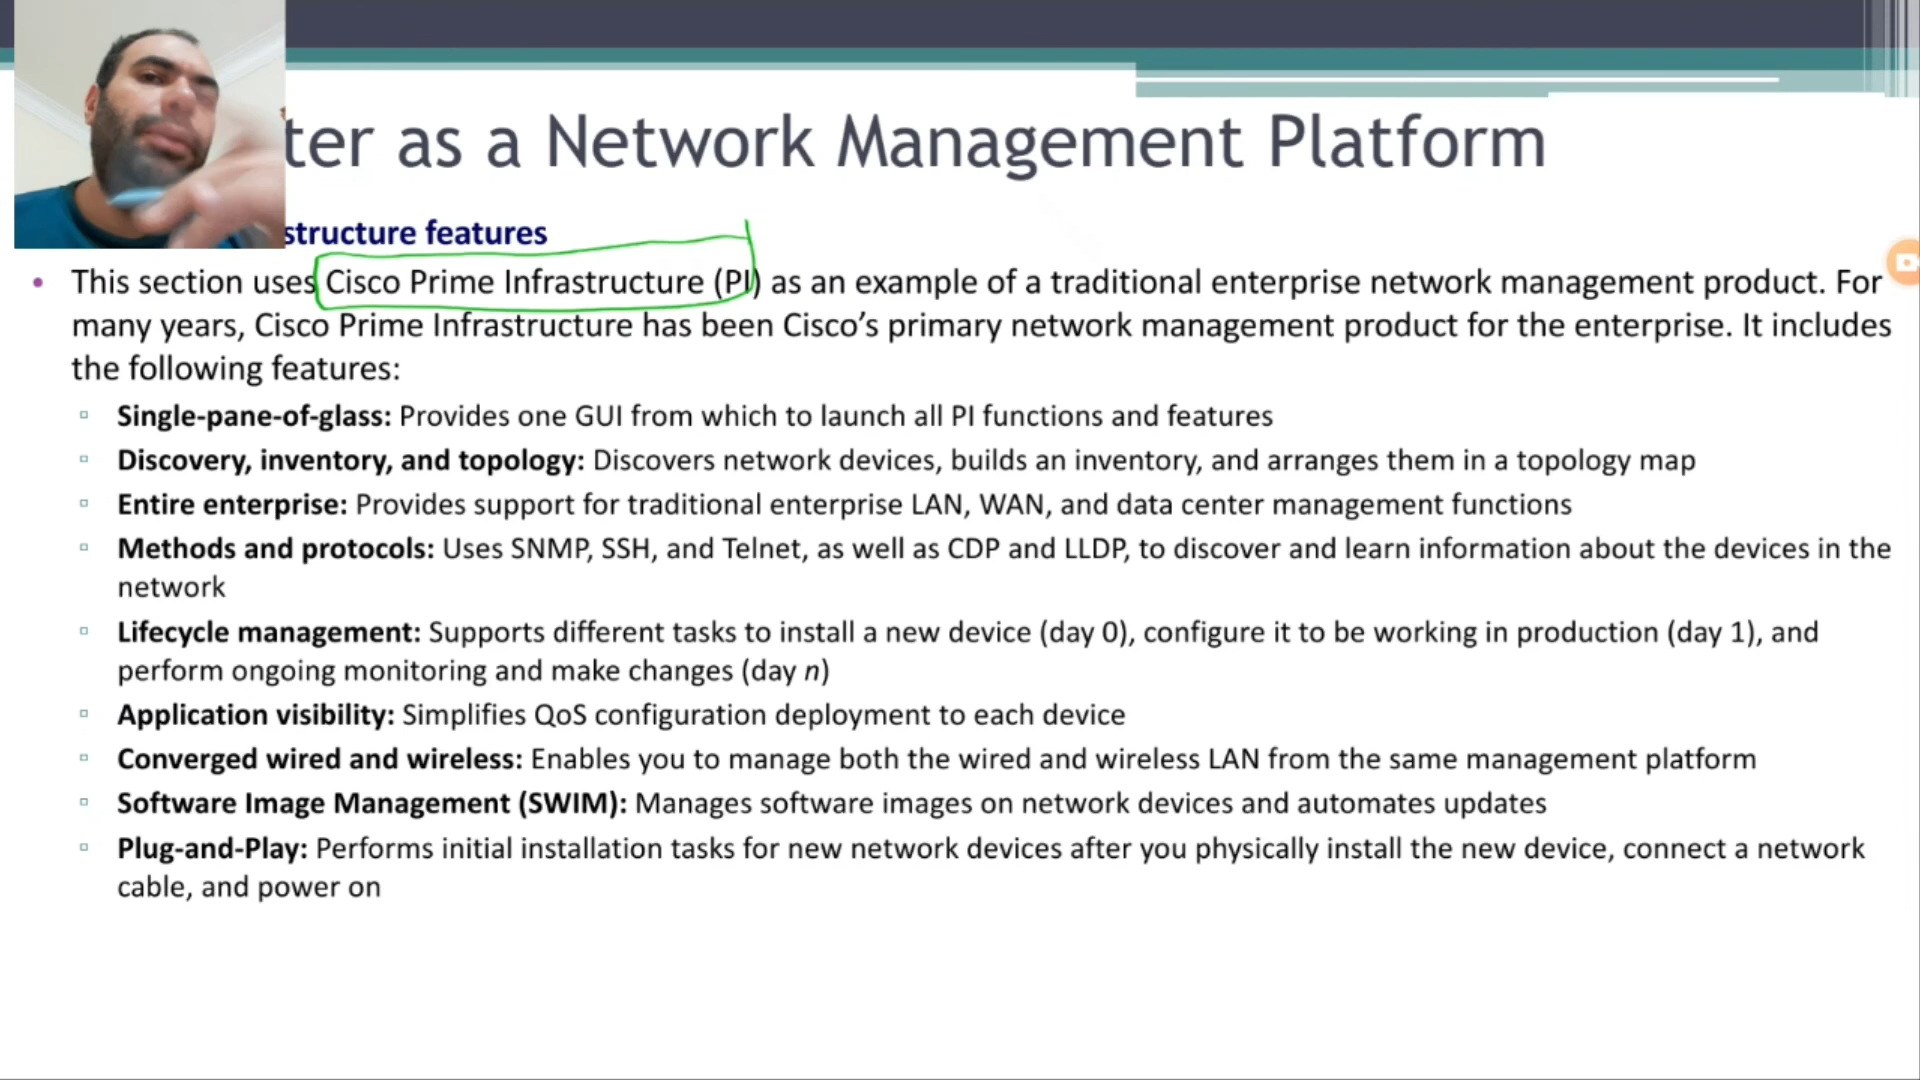 ter as a Network Management Platform
structure features
• This section uses Cisco Prime Infrastructure (PI) as an example of a traditional enterprise network management product. For
many years, Cisco Prime Infrastructure has been Cisco’s primary network management product for the enterprise. It includes
the following features:
▫ Single-pane-of-glass: Provides one GUI from which to launch all PI functions and features
▫ Discovery, inventory, and topology: Discovers network devices, builds an inventory, and arranges them in a topology map
▫ Entire enterprise: Provides support for traditional enterprise LAN, WAN, and data center management functions
▫ Methods and protocols: Uses SNMP, SSH, and Telnet, as well as CDP and LLDP, to discover and learn information about the devices in the
network
▫ Lifecycle management: Supports different tasks to install a new device (day 0), configure it to be working in production (day 1), and
perform ongoing monitoring and make changes (day n)
▫ Application visibility: Simplifies QoS configuration deployment to each device
▫ Converged wired and wireless: Enables you to manage both the wired and wireless LAN from the same management platform
▫ Software Image Management (SWIM): Manages software images on network devices and automates updates
▫ Plug-and-Play: Performs initial installation tasks for new network devices after you physically install the new device, connect a network
cable, and power on